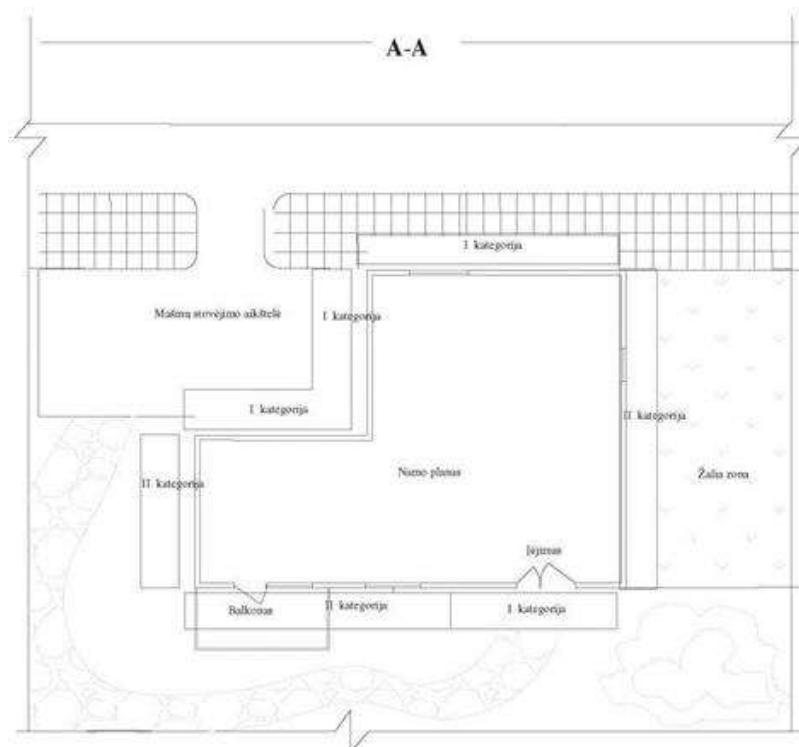 A-A
I kategorija
Mašinų stovėjimo aikštelė
I kategorija
I kategorija
II kategorija
II kategorija
Namo planas
Žalia zona
Įėjimas
Balkonas
II kategorija
I kategorija